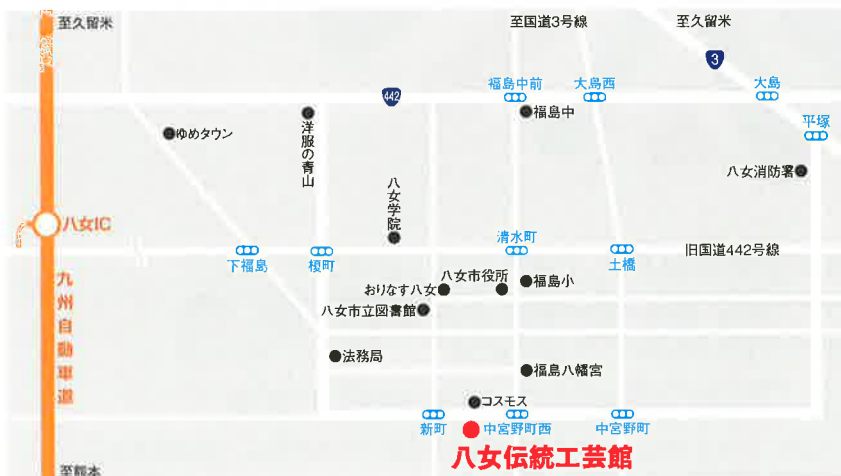 至久留米
至国道3号線
至久留米
3
442
福島中前
大島西
大島
平塚
福島中
ゆめタウン
洋服の青山
八女消防署
八女学院
八女IC
下福島
榎町
清水町
土橋
旧国道442号線
九州自動車道
八女市役所
おりなす八女
福島小
八女市立図書館
法務局
福島八幡宮
コスモス
新町
中宮野町西
中宮野町
八女伝統工芸館
至熊本